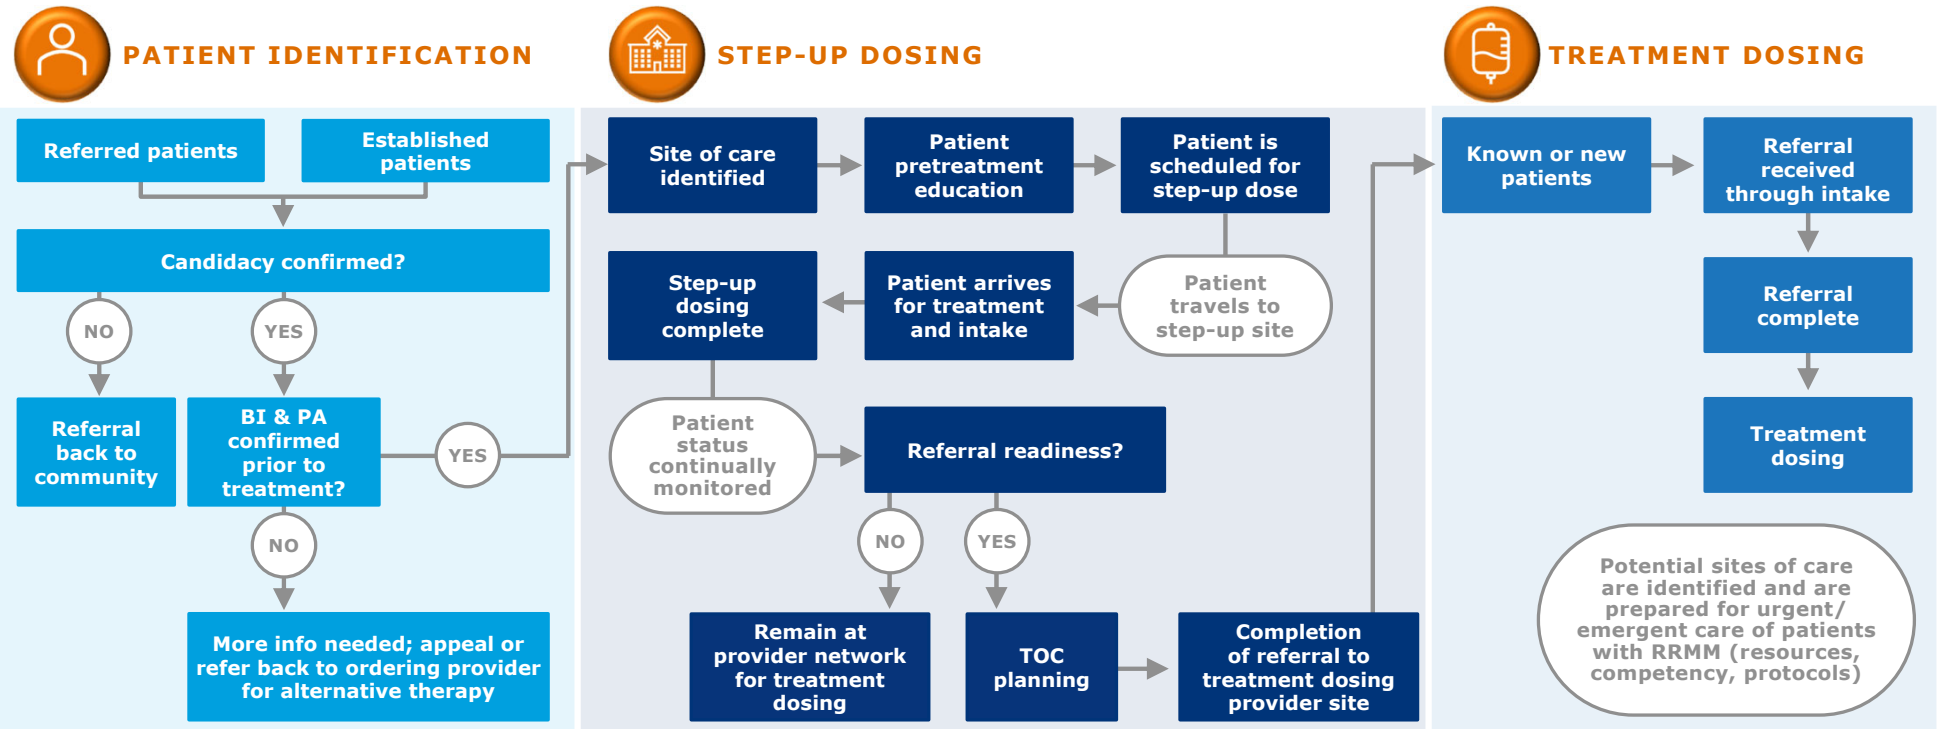 PATIENT IDENTIFICATION
Referred patients
Established
patients
Candidacy confirmed?
NO
YES
Referral
back to
community
BI & PA
confirmed
prior to
treatment?
YES
NO
More info needed; appeal or
refer back to ordering provider
for alternative therapy
STEP-UP DOSING
Site of care
identified
Patient
pretreatment
education
Patient is
scheduled for
step-up dose
Patient
travels to
step-up site
Patient arrives
for treatment
and intake
Step-up
dosing
complete
Patient
status
continually
monitored
Referral readiness?
NO
YES
Remain at
provider network
for treatment
dosing
TOC
planning
Completion
of referral to
treatment dosing
provider site
TREATMENT DOSING
Known or new
patients
Referral
received
through intake
Referral
complete
Treatment
dosing
Potential sites of care
are identified and are
prepared for urgent/
emergent care of patients
with RRMM (resources,
competency, protocols)